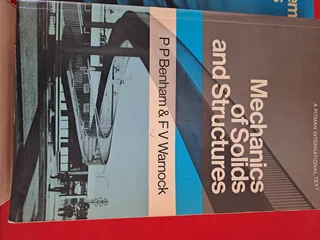 A PITMAN INTERNATIONAL TEXT
Mechanics
of Solids
and Structures
P P Benham & F V Warnock